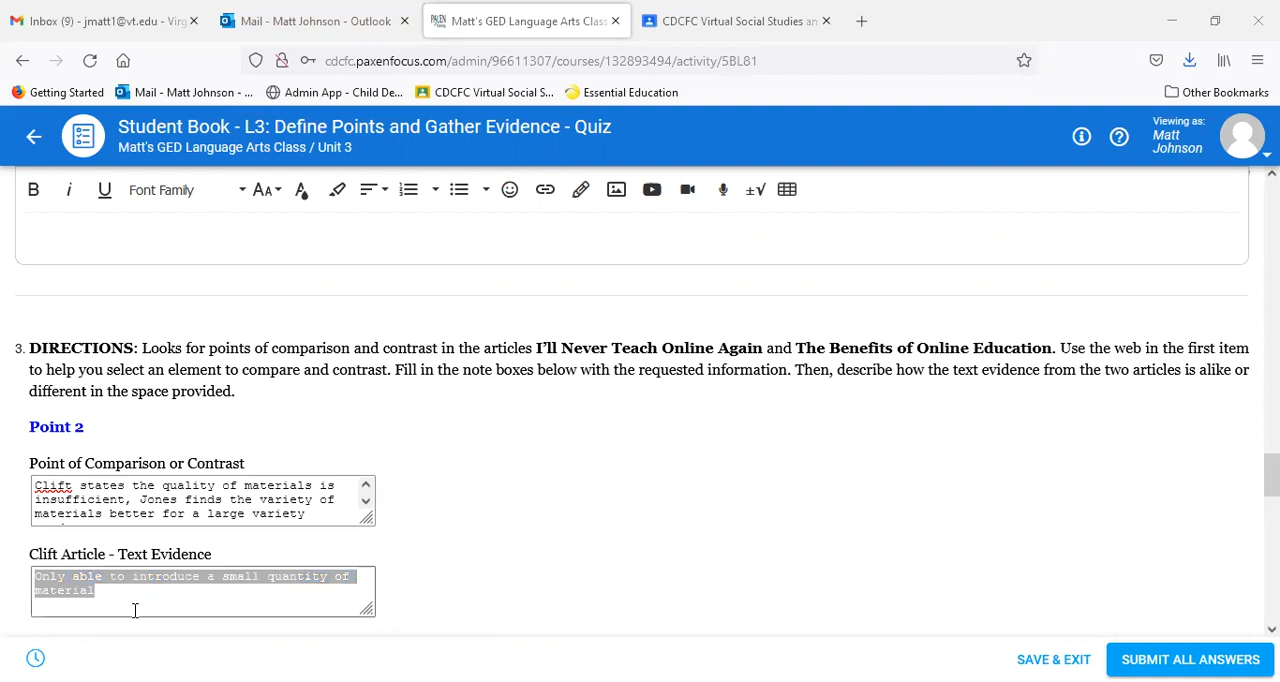 Inbox (9) - jmatt1@vt.edu - Virg
Mail - Matt Johnson - Outlook
PAXEN
Matt's GED Language Arts Class
CDCFC Virtual Social Studies an
cdcfc.paxenfocus.com/admin/96611307/courses/132893494/activity/5BL81
Getting Started
Mail - Matt Johnson - ...
Admin App - Child De...
CDCFC Virtual Social S...
Essential Education
Other Bookmarks
Student Book - L3: Define Points and Gather Evidence - Quiz
Matt's GED Language Arts Class / Unit 3
Viewing as:
Matt
Johnson
B i U Font Family AA A
3. DIRECTIONS: Looks for points of comparison and contrast in the articles I'll Never Teach Online Again and The Benefits of Online Education. Use the web in the first item
to help you select an element to compare and contrast. Fill in the note boxes below with the requested information. Then, describe how the text evidence from the two articles is alike or
different in the space provided.
Point 2
Point of Comparison or Contrast
Clift states the quality of materials is
insufficient, Jones finds the variety of
materials better for a large variety
Clift Article - Text Evidence
Only able to introduce a small quantity of
material
SAVE & EXIT
SUBMIT ALL ANSWERS